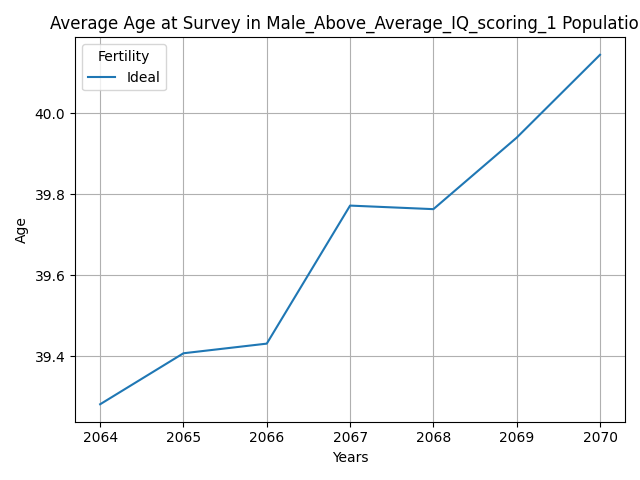 Average Age at Survey in Male_Above_Average_IQ_scoring_1 Populatio
Fertility
Ideal
Age
40.0
39.8
39.6
39.4
2064 2065 2066 2067 2068 2069 2070
Years